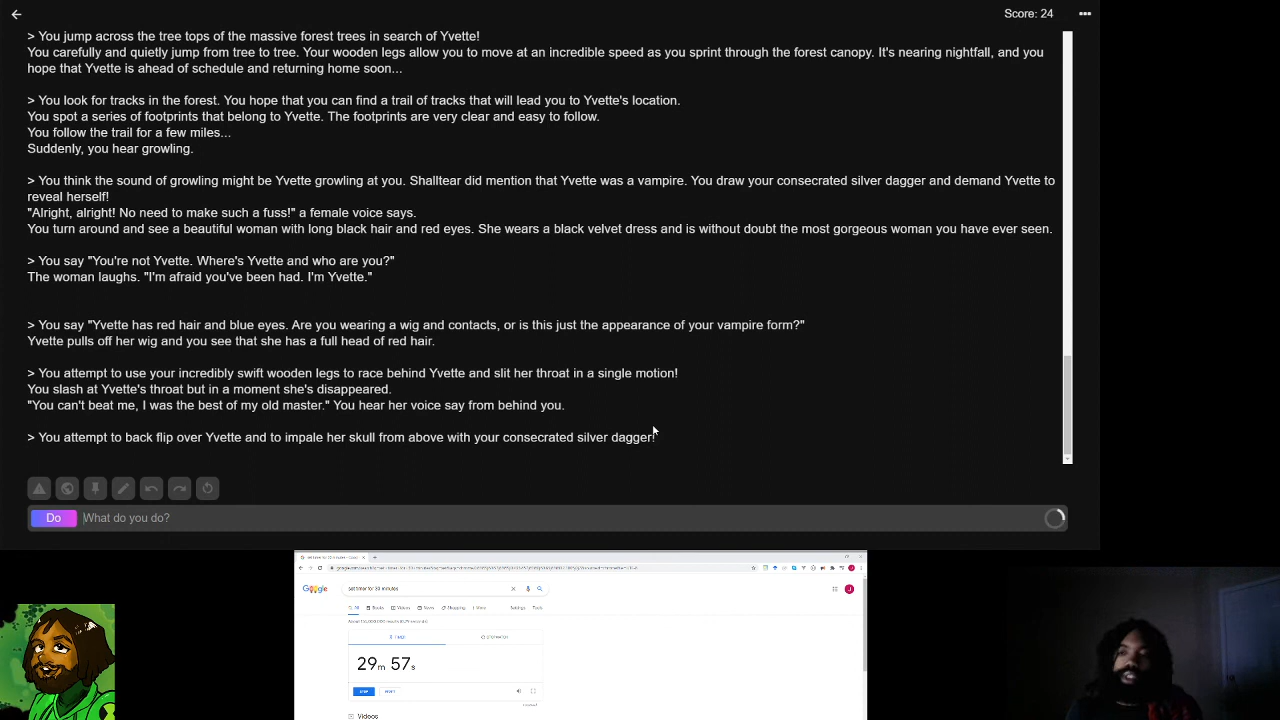 Score: 24
> You jump across the tree tops of the massive forest trees in search of Yvette!
You carefully and quietly jump from tree to tree. Your wooden legs allow you to move at an incredible speed as you sprint through the forest canopy. It's nearing nightfall, and you
hope that Yvette is ahead of schedule and returning home soon...
> You look for tracks in the forest. You hope that you can find a trail of tracks that will lead you to Yvette's location.
You spot a series of footprints that belong to Yvette. The footprints are very clear and easy to follow.
You follow the trail for a few miles...
Suddenly, you hear growling.
> You think the sound of growling might be Yvette growling at you. Shalltear did mention that Yvette was a vampire. You draw your consecrated silver dagger and demand Yvette to
reveal herself!
"Alright, alright! No need to make such a fuss!" a female voice says.
You turn around and see a beautiful woman with long black hair and red eyes. She wears a black velvet dress and is without doubt the most gorgeous woman you have ever seen.
> You say "You're not Yvette. Where's Yvette and who are you?"
The woman laughs. "I'm afraid you've been had. I'm Yvette."
> You say "Yvette has red hair and blue eyes. Are you wearing a wig and contacts, or is this just the appearance of your vampire form?"
Yvette pulls off her wig and you see that she has a full head of red hair.
> You attempt to use your incredibly swift wooden legs to race behind Yvette and slit her throat in a single motion!
You slash at Yvette's throat but in a moment she's disappeared.
"You can't beat me, I was the best of my old master." You hear her voice say from behind you.
> You attempt to back flip over Yvette and to impale her skull from above with your consecrated silver dagger!
Do What do you do?
Google
All Books Videos News Shopping More Settings Tools
TIMER STOPWATCH
29m 57s
STOP RESET
Videos